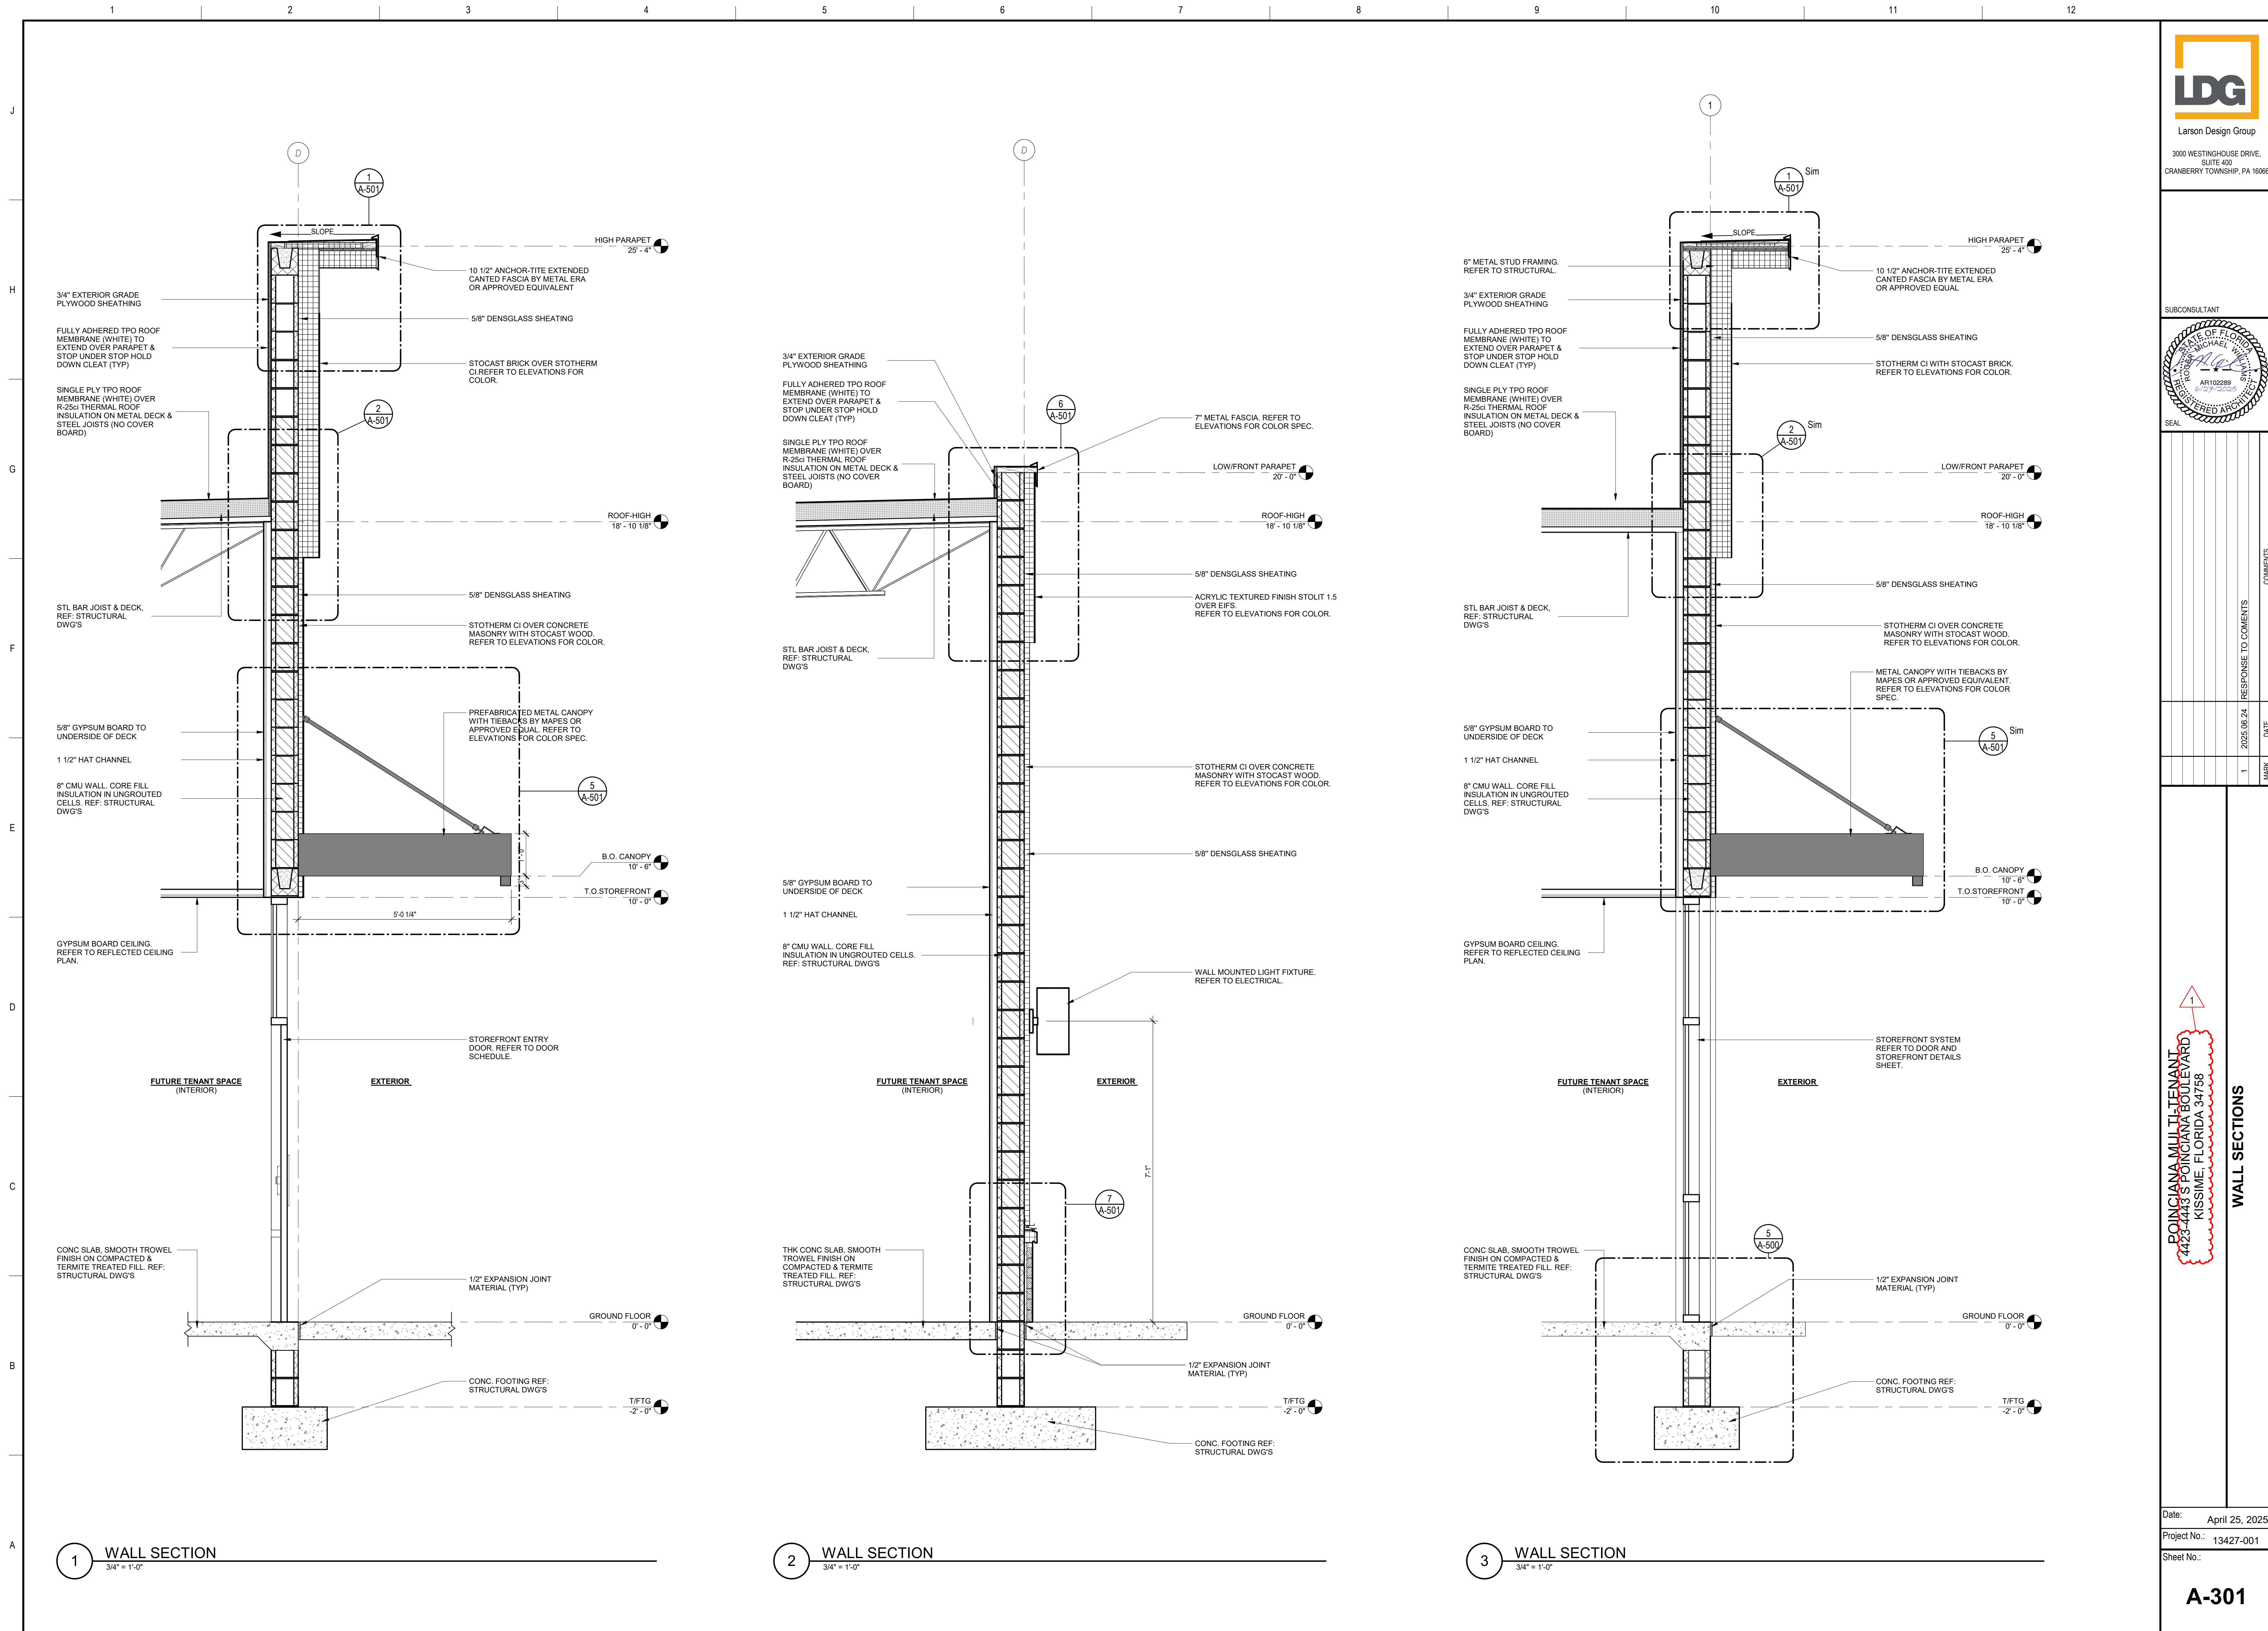 1 2 3 4 5 6 7 8 9 10 11 12
J
H
G
F
E
D
C
B
A
D
1
A-501
SLOPE
HIGH PARAPET
25' - 4"
10 1/2" ANCHOR-TITE EXTENDED
CANTED FASCIA BY METAL ERA
OR APPROVED EQUIVALENT
3/4" EXTERIOR GRADE
PLYWOOD SHEATHING
5/8" DENSGLASS SHEATING
FULLY ADHERED TPO ROOF
MEMBRANE (WHITE) TO
EXTEND OVER PARAPET &
STOP UNDER STOP HOLD
DOWN CLEAT (TYP)
STOCAST BRICK OVER STOTHERM
CI.REFER TO ELEVATIONS FOR
COLOR.
SINGLE PLY TPO ROOF
MEMBRANE (WHITE) OVER
R-25ci THERMAL ROOF
INSULATION ON METAL DECK &
STEEL JOISTS (NO COVER
BOARD)
2
A-501
ROOF-HIGH
18' - 10 1/8"
5/8" DENSGLASS SHEATING
STL BAR JOIST & DECK,
REF: STRUCTURAL
DWG'S
STOTHERM CI OVER CONCRETE
MASONRY WITH STOCAST WOOD.
REFER TO ELEVATIONS FOR COLOR.
PREFABRICATED METAL CANOPY
WITH TIEBACKS BY MAPES OR
APPROVED EQUAL. REFER TO
ELEVATIONS FOR COLOR SPEC.
5/8" GYPSUM BOARD TO
UNDERSIDE OF DECK
1 1/2" HAT CHANNEL
8" CMU WALL. CORE FILL
INSULATION IN UNGROUTED
CELLS. REF: STRUCTURAL
DWG'S
5
A-501
B.O. CANOPY
10' - 6"
T.O.STOREFRONT
10' - 0"
5'-0 1/4"
GYPSUM BOARD CEILING.
REFER TO REFLECTED CEILING
PLAN.
STOREFRONT ENTRY
DOOR. REFER TO DOOR
SCHEDULE.
FUTURE TENANT SPACE
(INTERIOR)
EXTERIOR
CONC SLAB, SMOOTH TROWEL
FINISH ON COMPACTED &
TERMITE TREATED FILL. REF:
STRUCTURAL DWG'S
1/2" EXPANSION JOINT
MATERIAL (TYP)
GROUND FLOOR
0' - 0"
CONC. FOOTING REF:
STRUCTURAL DWG'S
T/FTG
-2' - 0"
1
WALL SECTION
3/4" = 1'-0"
D
3/4" EXTERIOR GRADE
PLYWOOD SHEATHING
FULLY ADHERED TPO ROOF
MEMBRANE (WHITE) TO
EXTEND OVER PARAPET &
STOP UNDER STOP HOLD
DOWN CLEAT (TYP)
6
A-501
7" METAL FASCIA. REFER TO
ELEVATIONS FOR COLOR SPEC.
SINGLE PLY TPO ROOF
MEMBRANE (WHITE) OVER
R-25ci THERMAL ROOF
INSULATION ON METAL DECK &
STEEL JOISTS (NO COVER
BOARD)
LOW/FRONT PARAPET
20' - 0"
ROOF-HIGH
18' - 10 1/8"
5/8" DENSGLASS SHEATING
ACRYLIC TEXTURED FINISH STOLIT 1.5
OVER EIFS.
REFER TO ELEVATIONS FOR COLOR.
STL BAR JOIST & DECK,
REF: STRUCTURAL
DWG'S
STOTHERM CI OVER CONCRETE
MASONRY WITH STOCAST WOOD.
REFER TO ELEVATIONS FOR COLOR.
5/8" DENSGLASS SHEATING
5/8" GYPSUM BOARD TO
UNDERSIDE OF DECK
1 1/2" HAT CHANNEL
8" CMU WALL. CORE FILL
INSULATION IN UNGROUTED CELLS.
REF: STRUCTURAL DWG'S
WALL MOUNTED LIGHT FIXTURE.
REFER TO ELECTRICAL.
FUTURE TENANT SPACE
(INTERIOR)
EXTERIOR
7'-1"
7
A-501
THK CONC SLAB, SMOOTH
TROWEL FINISH ON
COMPACTED & TERMITE
TREATED FILL. REF:
STRUCTURAL DWG'S
GROUND FLOOR
0' - 0"
1/2" EXPANSION JOINT
MATERIAL (TYP)
T/FTG
-2' - 0"
CONC. FOOTING REF:
STRUCTURAL DWG'S
2
WALL SECTION
3/4" = 1'-0"
1
1
A-501
Sim
SLOPE
HIGH PARAPET
25' - 4"
6" METAL STUD FRAMING.
REFER TO STRUCTURAL.
10 1/2" ANCHOR-TITE EXTENDED
CANTED FASCIA BY METAL ERA
OR APPROVED EQUAL
3/4" EXTERIOR GRADE
PLYWOOD SHEATHING
FULLY ADHERED TPO ROOF
MEMBRANE (WHITE) TO
EXTEND OVER PARAPET &
STOP UNDER STOP HOLD
DOWN CLEAT (TYP)
5/8" DENSGLASS SHEATING
STOTHERM CI WITH STOCAST BRICK.
REFER TO ELEVATIONS FOR COLOR.
SINGLE PLY TPO ROOF
MEMBRANE (WHITE) OVER
R-25ci THERMAL ROOF
INSULATION ON METAL DECK &
STEEL JOISTS (NO COVER
BOARD)
2
A-501
Sim
LOW/FRONT PARAPET
20' - 0"
ROOF-HIGH
18' - 10 1/8"
5/8" DENSGLASS SHEATING
STL BAR JOIST & DECK,
REF: STRUCTURAL
DWG'S
STOTHERM CI OVER CONCRETE
MASONRY WITH STOCAST WOOD.
REFER TO ELEVATIONS FOR COLOR.
METAL CANOPY WITH TIEBACKS BY
MAPES OR APPROVED EQUIVALENT.
REFER TO ELEVATIONS FOR COLOR
SPEC.
5/8" GYPSUM BOARD TO
UNDERSIDE OF DECK
1 1/2" HAT CHANNEL
8" CMU WALL. CORE FILL
INSULATION IN UNGROUTED
CELLS. REF: STRUCTURAL
DWG'S
5
A-501
Sim
B.O. CANOPY
10' - 6"
T.O.STOREFRONT
10' - 0"
GYPSUM BOARD CEILING.
REFER TO REFLECTED CEILING
PLAN.
STOREFRONT SYSTEM
REFER TO DOOR AND
STOREFRONT DETAILS
SHEET.
FUTURE TENANT SPACE
(INTERIOR)
EXTERIOR
5
A-500
CONC SLAB, SMOOTH TROWEL
FINISH ON COMPACTED &
TERMITE TREATED FILL. REF:
STRUCTURAL DWG'S
1/2" EXPANSION JOINT
MATERIAL (TYP)
GROUND FLOOR
0' - 0"
CONC. FOOTING REF:
STRUCTURAL DWG'S
T/FTG
-2' - 0"
3
WALL SECTION
3/4" = 1'-0"
LDG
Larson Design Group
3000 WESTINGHOUSE DRIVE,
SUITE 400
CRANBERRY TOWNSHIP, PA 16066
SUBCONSULTANT
STATE OF FLORIDA
ROGER MICHAEL WILLIAMS
AR102289
6/27/2025
REGISTERED ARCHITECT
SEAL
1 2025.06.24 RESPONSE TO COMENTS
MARK DATE COMMENTS
1
POINCIANA MULTI-TENANT
4423-4443 S POINCIANA BOULEVARD
KISSIME, FLORIDA 34758
WALL SECTIONS
Date:
April 25, 2025
Project No.:
13427-001
Sheet No.:
A-301